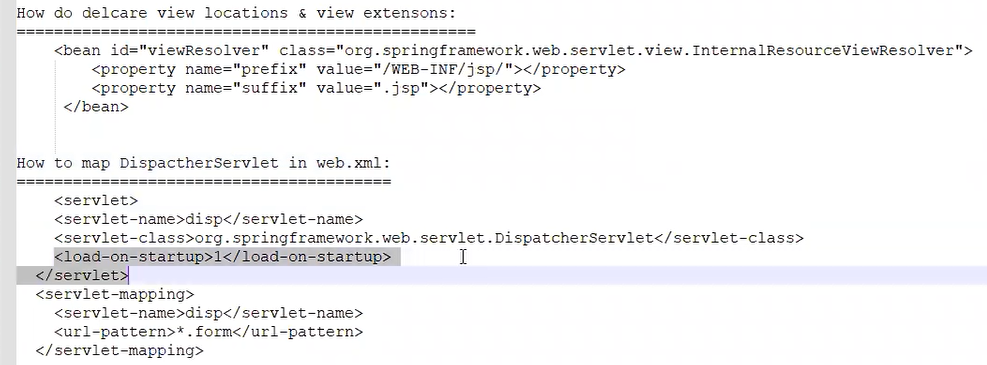 How do delcare view locations & view extensons:
=================================================
<bean id="viewResolver" class="org.springframework.web.servlet.view.InternalResourceViewResolver">
<property name="prefix" value="/WEB-INF/jsp/"></property>
<property name="suffix" value=".jsp"></property>
</bean>
How to map DispactherServlet in web.xml:
========================================
<servlet>
<servlet-name>disp</servlet-name>
<servlet-class>org.springframework.web.servlet.DispatcherServlet</servlet-class>
<load-on-startup>1</load-on-startup>
</servlet>
<servlet-mapping>
<servlet-name>disp</servlet-name>
<url-pattern>*.form</url-pattern>
</servlet-mapping>